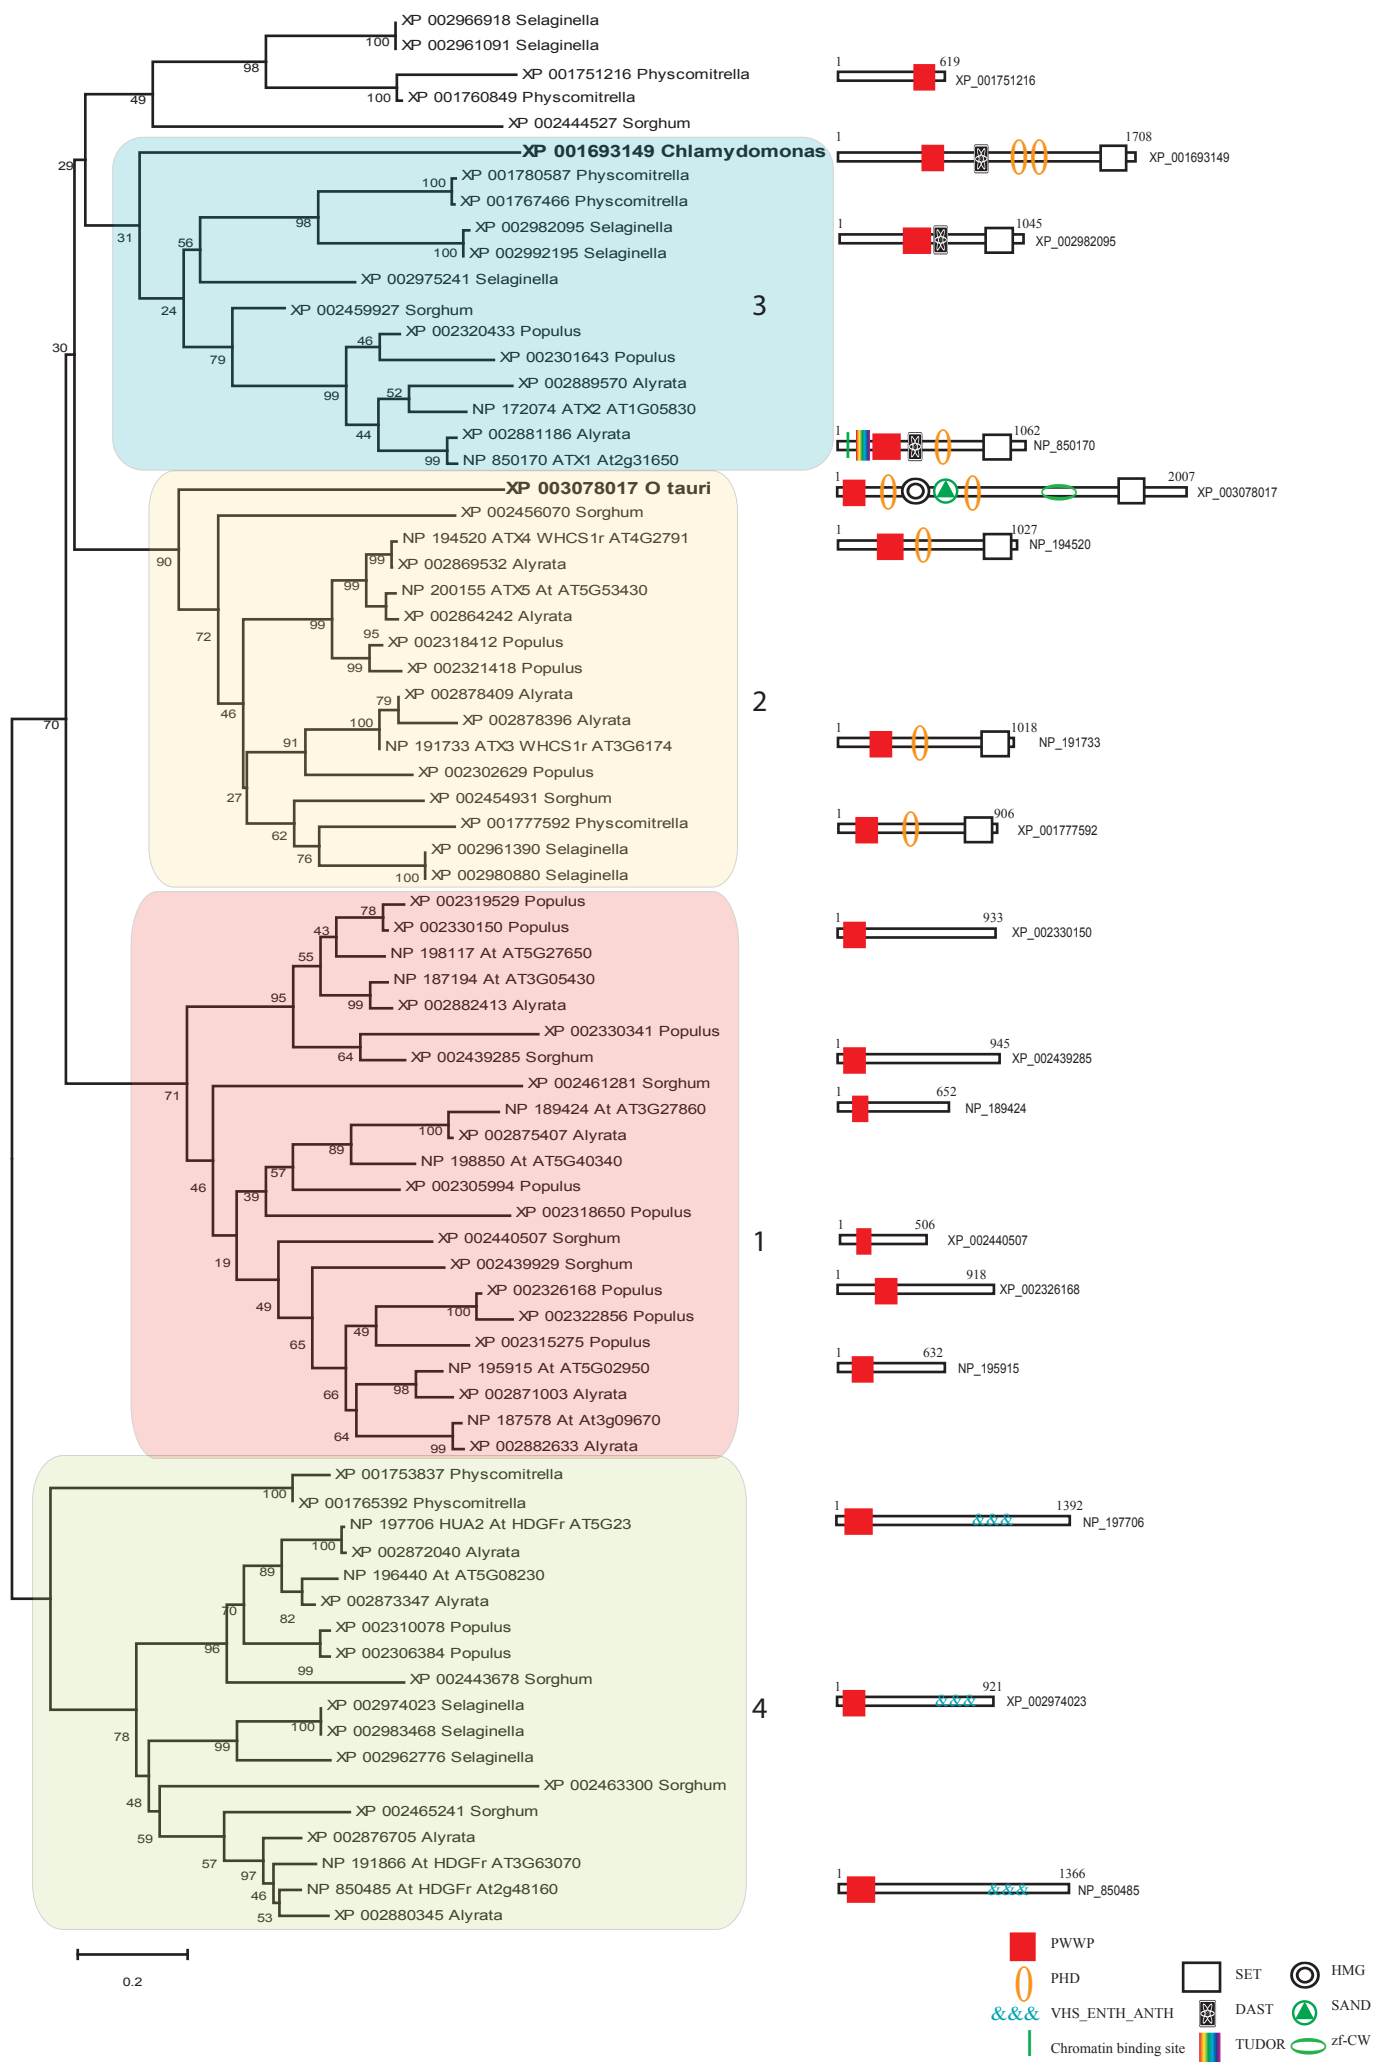 XP 002966918 Selaginella
100
XP 002961091 Selaginella
98
XP 001751216 Physcomitrella
100
XP 001760849 Physcomitrella
49
XP 002444527 Sorghum
1 619
XP_001751216
29
XP 001693149 Chlamydomonas
1 1708
XP_001693149
XP 001780587 Physcomitrella
100
XP 001767466 Physcomitrella
98
31
56
XP 002982095 Selaginella
100
XP 002992195 Selaginella
1 1045
XP_002982095
XP 002975241 Selaginella
24
3
XP 002459927 Sorghum
XP 002320433 Populus
46
30
79
XP 002301643 Populus
XP 002889570 Alyrata
99
52
NP 172074 ATX2 AT1G05830
44
XP 002881186 Alyrata
99
NP 850170 ATX1 At2g31650
1 1062
NP_850170
XP 003078017 O tauri
1 2007
XP_003078017
XP 002456070 Sorghum
90
NP 194520 ATX4 WHCS1r AT4G2791
1 1027
NP_194520
99
XP 002869532 Alyrata
99
NP 200155 ATX5 At AT5G53430
XP 002864242 Alyrata
99
72
95
XP 002318412 Populus
99
XP 002321418 Populus
70
46
79
XP 002878409 Alyrata
2
100
XP 002878396 Alyrata
91
NP 191733 ATX3 WHCS1r AT3G6174
1 1018
NP_191733
XP 002302629 Populus
27
XP 002454931 Sorghum
62
XP 001777592 Physcomitrella
1 906
XP_001777592
76
XP 002961390 Selaginella
100
XP 002980880 Selaginella
XP 002319529 Populus
78
43
XP 002330150 Populus
1 933
XP_002330150
55
NP 198117 At AT5G27650
NP 187194 At AT3G05430
95
99
XP 002882413 Alyrata
XP 002330341 Populus
64
XP 002439285 Sorghum
1 945
XP_002439285
71
XP 002461281 Sorghum
NP 189424 At AT3G27860
1 652
NP_189424
100
XP 002875407 Alyrata
89
NP 198850 At AT5G40340
57
46
39
XP 002305994 Populus
XP 002318650 Populus
1
XP 002440507 Sorghum
1 506
XP_002440507
19
XP 002439929 Sorghum
XP 002326168 Populus
1 918
XP_002326168
49
100
XP 002322856 Populus
49
65
XP 002315275 Populus
NP 195915 At AT5G02950
1 632
NP_195915
66
98
XP 002871003 Alyrata
NP 187578 At At3g09670
64
99
XP 002882633 Alyrata
XP 001753837 Physcomitrella
100
XP 001765392 Physcomitrella
NP 197706 HUA2 At HDGFr AT5G23
1 1392
NP_197706
100
XP 002872040 Alyrata
89
NP 196440 At AT5G08230
70
82
XP 002873347 Alyrata
XP 002310078 Populus
96
XP 002306384 Populus
99
XP 002443678 Sorghum
XP 002974023 Selaginella
1 921
XP_002974023
4
100
XP 002983468 Selaginella
78
99
XP 002962776 Selaginella
XP 002463300 Sorghum
48
XP 002465241 Sorghum
59
XP 002876705 Alyrata
57
NP 191866 At HDGFr AT3G63070
97
NP 850485 At HDGFr At2g48160
1 1366
NP_850485
46
53
XP 002880345 Alyrata
0.2
PWWP
PHD
SET
HMG
&&& VHS_ENTH_ANTH
DAST
SAND
Chromatin binding site
TUDOR
zf-CW